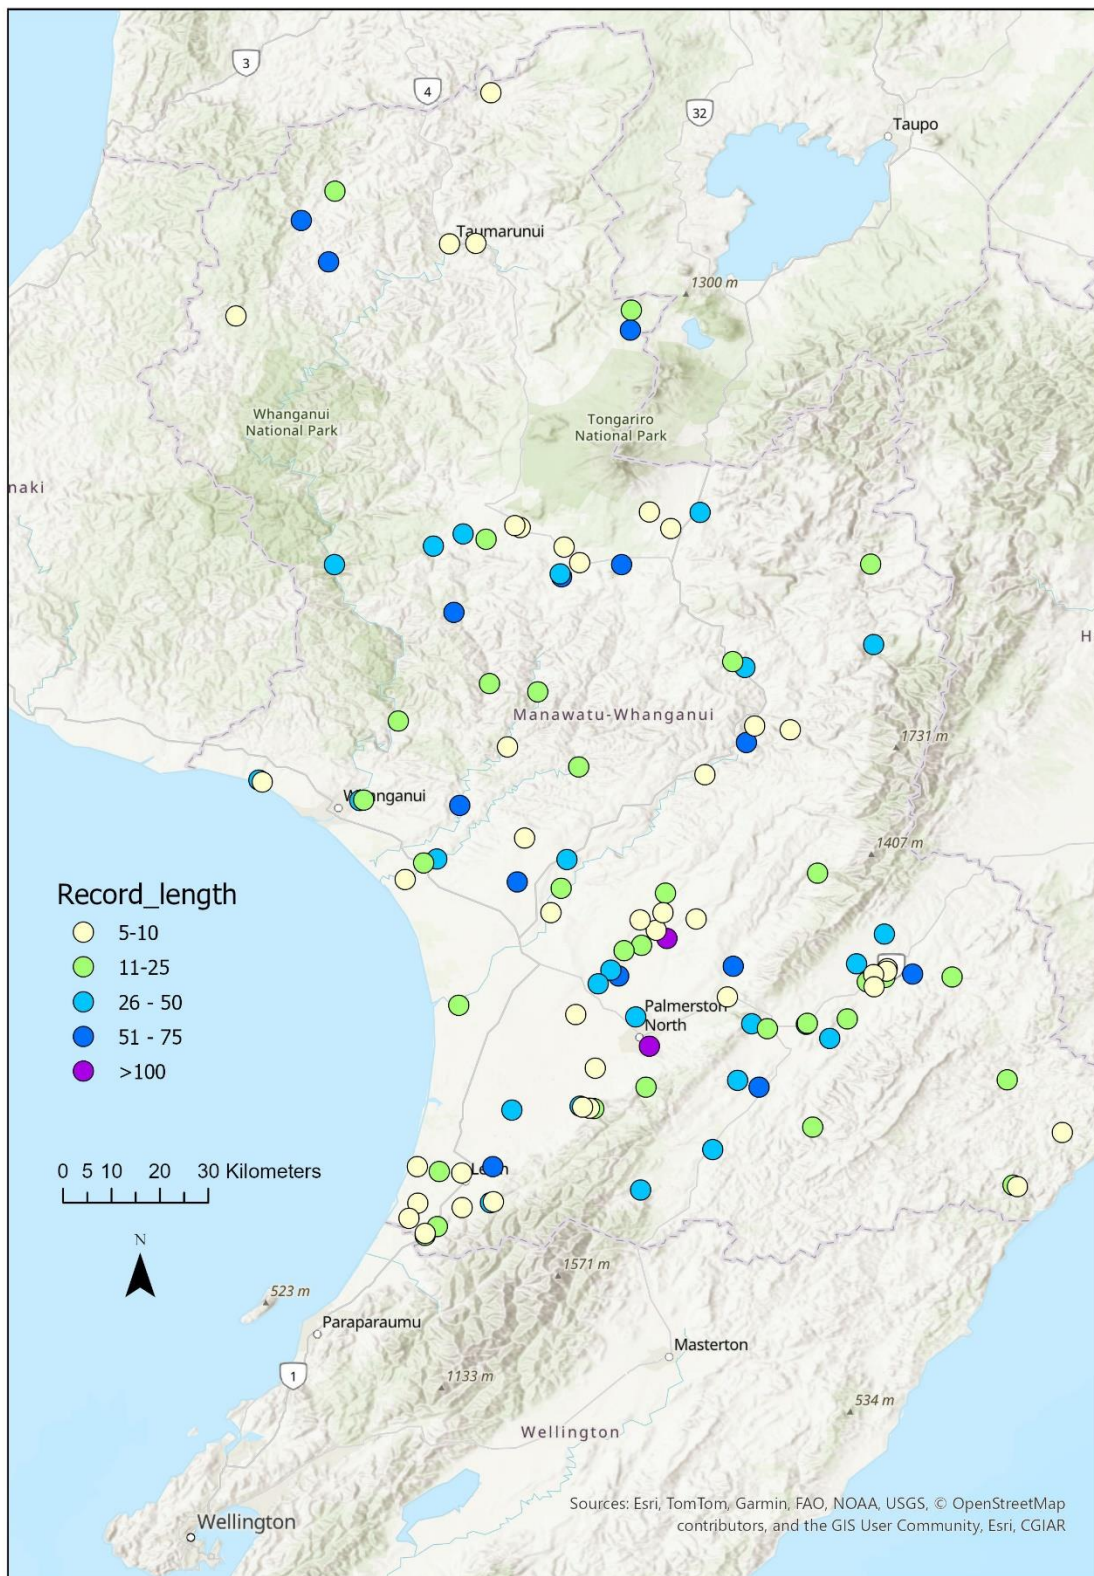 3
4
32
Taupo
Taumarunui
1300 m
Whanganui
National Park
Tongariro
National Park
naki
H
Manawatu-Whanganui
1731 m
Whanganui
1407 m
Record_length
5-10
11-25
26 - 50
51 - 75
>100
Palmerston
North
0 5 10 20 30 Kilometers
Levin
N
1571 m
523 m
Paraparaumu
Masterton
1
1133 m
534 m
Wellington
Wellington
Sources: Esri, TomTom, Garmin, FAO, NOAA, USGS, © OpenStreetMap
contributors, and the GIS User Community, Esri, CGIAR